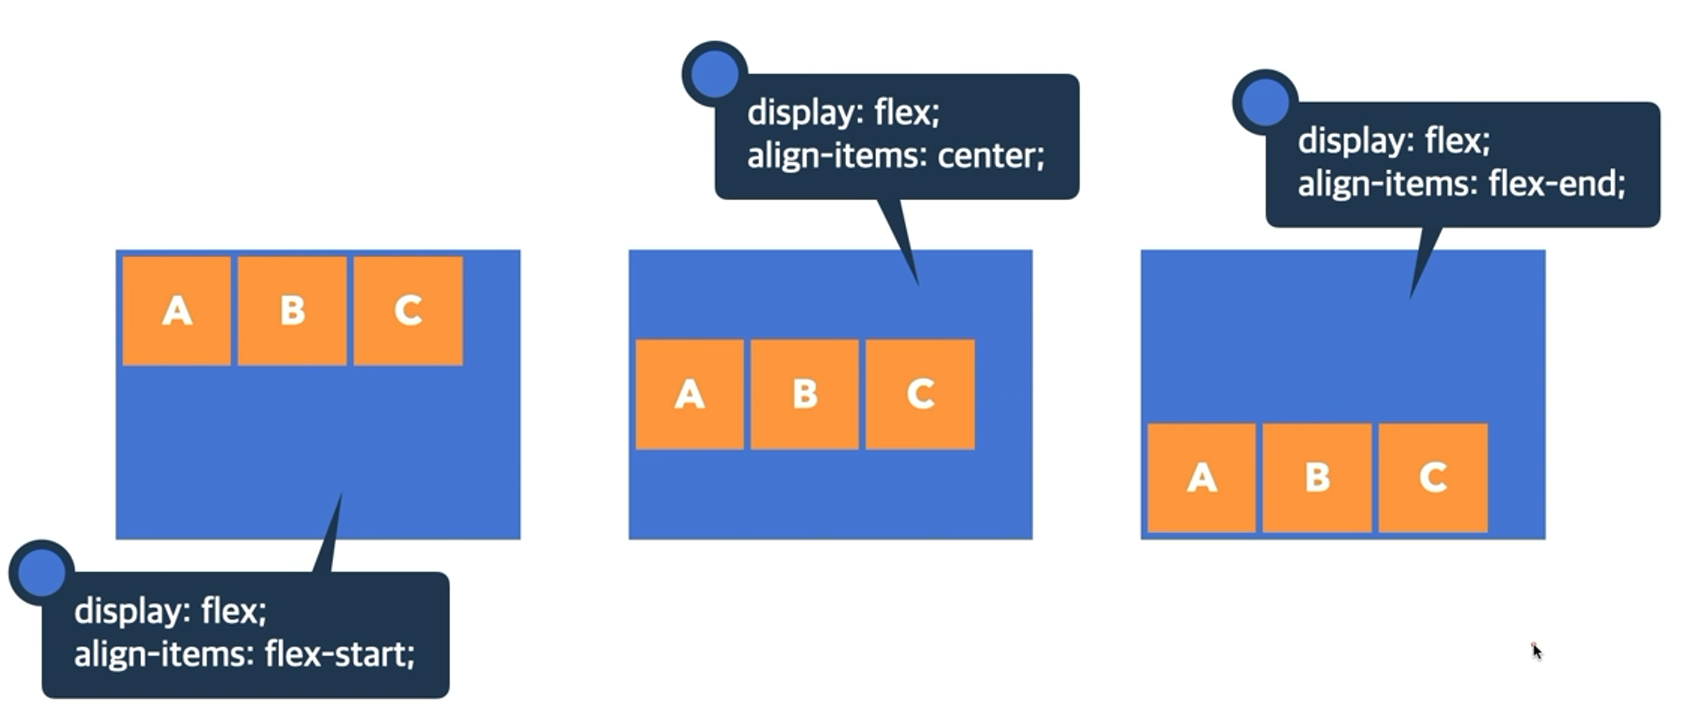 display: flex;
align-items: center;
display: flex;
align-items: flex-end;
A B C
A B C
A B C
display: flex;
align-items: flex-start;